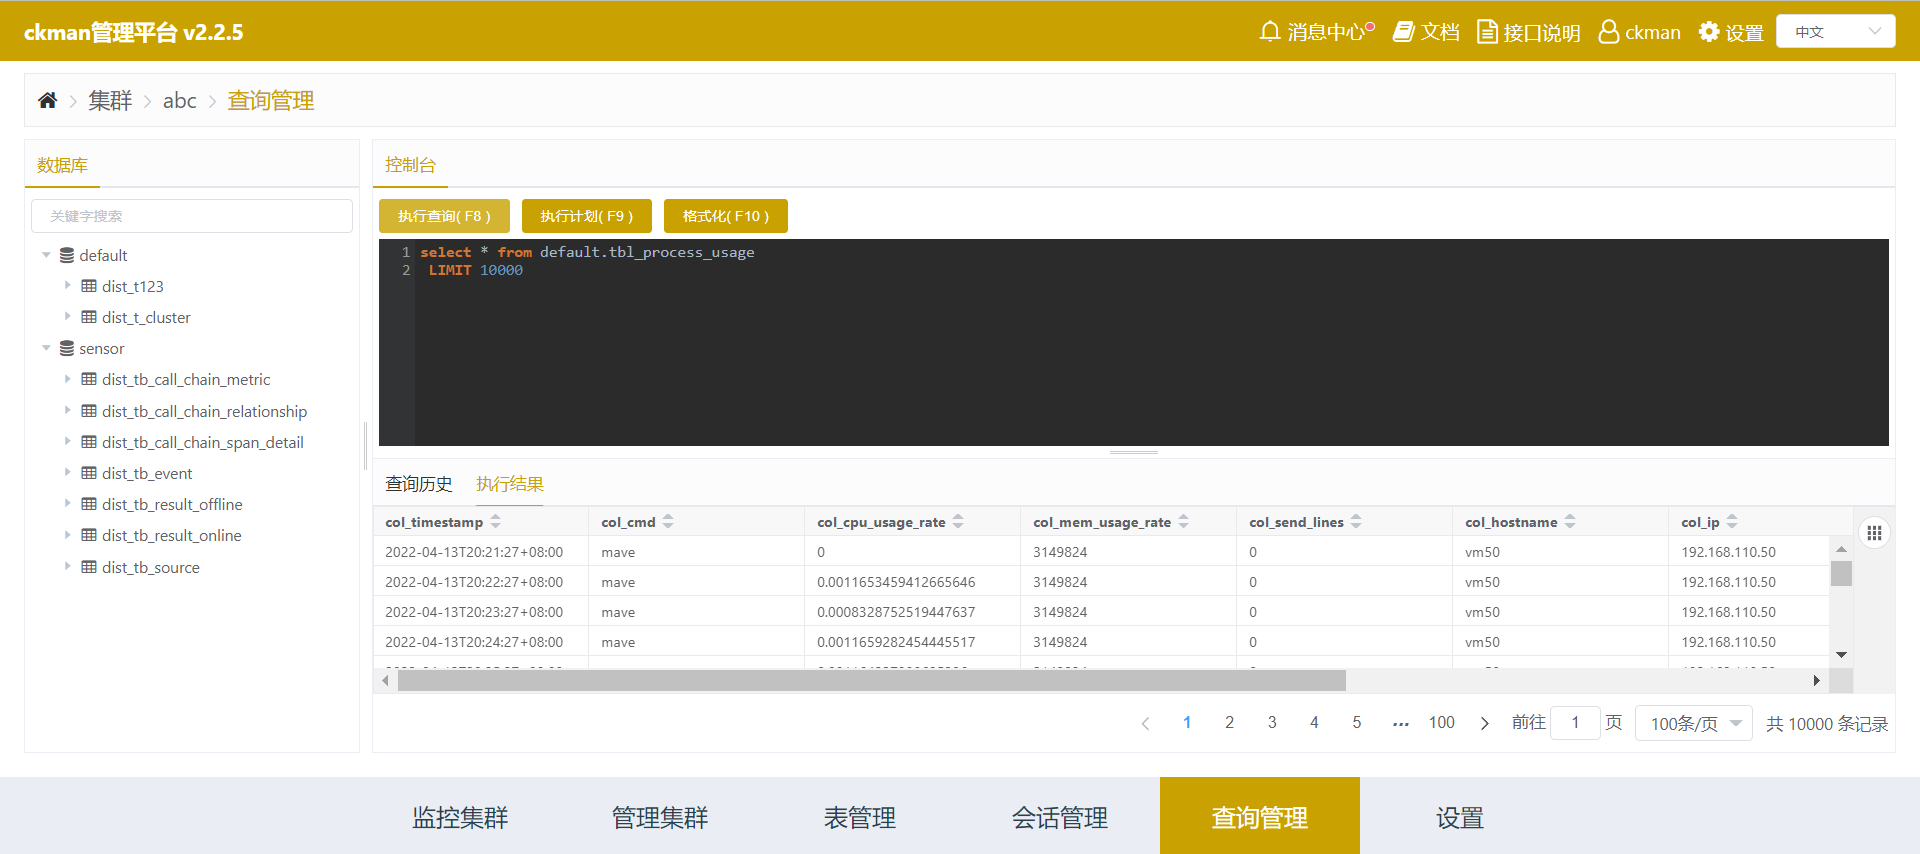 ckman管理平台 v2.2.5
消息中心 文档 接口说明 ckman 设置 中文
集群 abc 查询管理
数据库
关键字搜索
default
dist_t123
dist_t_cluster
sensor
dist_tb_call_chain_metric
dist_tb_call_chain_relationship
dist_tb_call_chain_span_detail
dist_tb_event
dist_tb_result_offline
dist_tb_result_online
dist_tb_source
控制台
执行查询( F8 ) 执行计划( F9 ) 格式化( F10 )
1 select * from default.tbl_process_usage
2 LIMIT 10000
查询历史 执行结果
col_timestamp col_cmd col_cpu_usage_rate col_mem_usage_rate col_send_lines col_hostname col_ip
2022-04-13T20:21:27+08:00 mave 0 3149824 0 vm50 192.168.110.50
2022-04-13T20:22:27+08:00 mave 0.0011653459412665646 3149824 0 vm50 192.168.110.50
2022-04-13T20:23:27+08:00 mave 0.0008328752519447637 3149824 0 vm50 192.168.110.50
2022-04-13T20:24:27+08:00 mave 0.0011659282454445517 3149824 0 vm50 192.168.110.50
1 2 3 4 5 ... 100 前往 1 页 100条/页 共 10000 条记录
监控集群 管理集群 表管理 会话管理 查询管理 设置